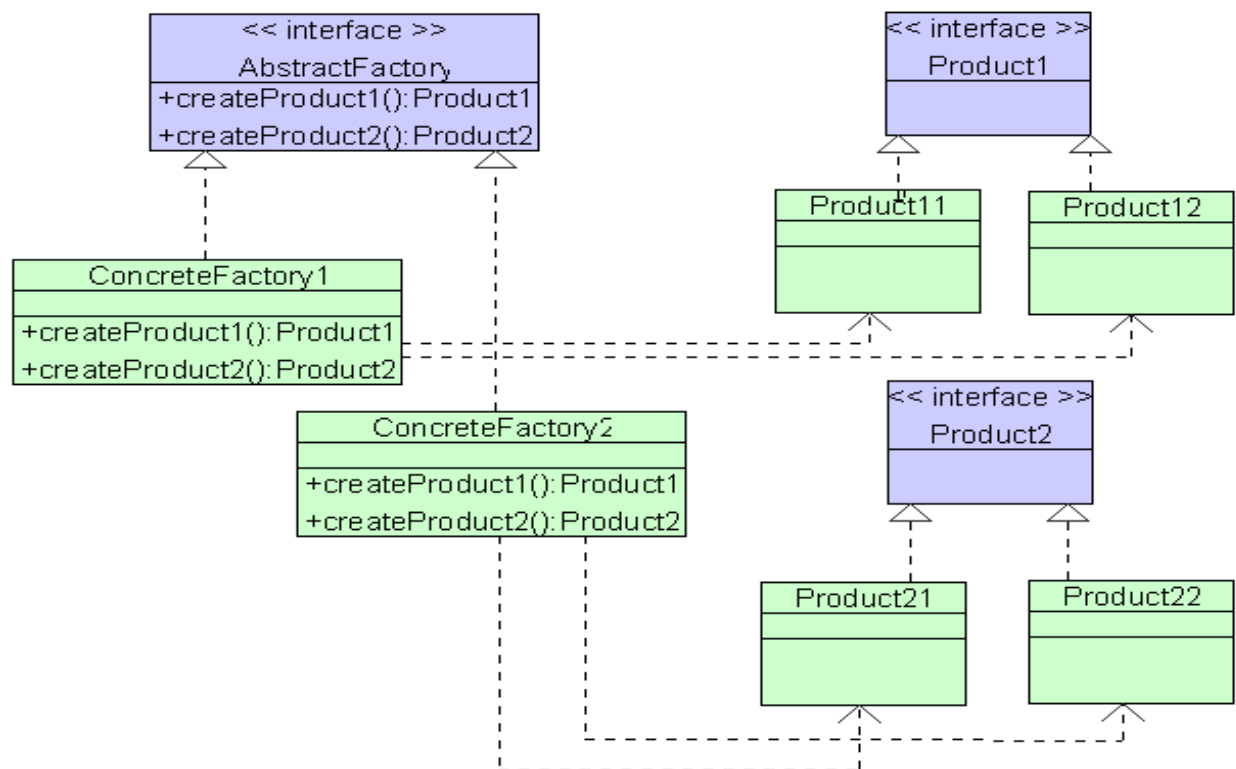 << interface >>
AbstractFactory
+createProduct1():Product1
+createProduct2():Product2
<< interface >>
Product1
Product11
Product12
ConcreteFactory1
+createProduct1():Product1
+createProduct2():Product2
ConcreteFactory2
+createProduct1():Product1
+createProduct2():Product2
<< interface >>
Product2
Product21
Product22